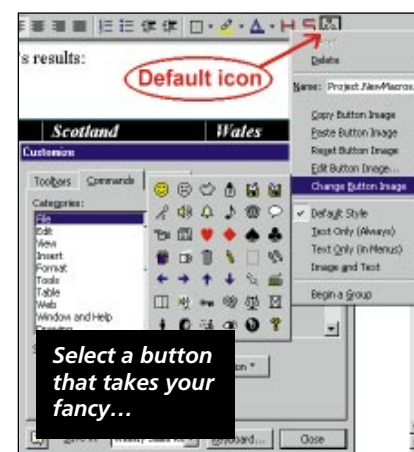 's results:
Default icon
Delete
Name: Project.NewMacros.
Copy Button Image
Paste Button Image
Reset Button Image
Edit Button Image...
Change Button Image
Default Style
Text Only (Always)
Text Only (in Menus)
Image and Text
Begin a Group
Scotland Wales
Customize
Toolbars Commands
Categories:
File
Edit
View
Insert
Format
Tools
Table
Web
Window and Help
Drawing
Select a button
that takes your
fancy…
Close